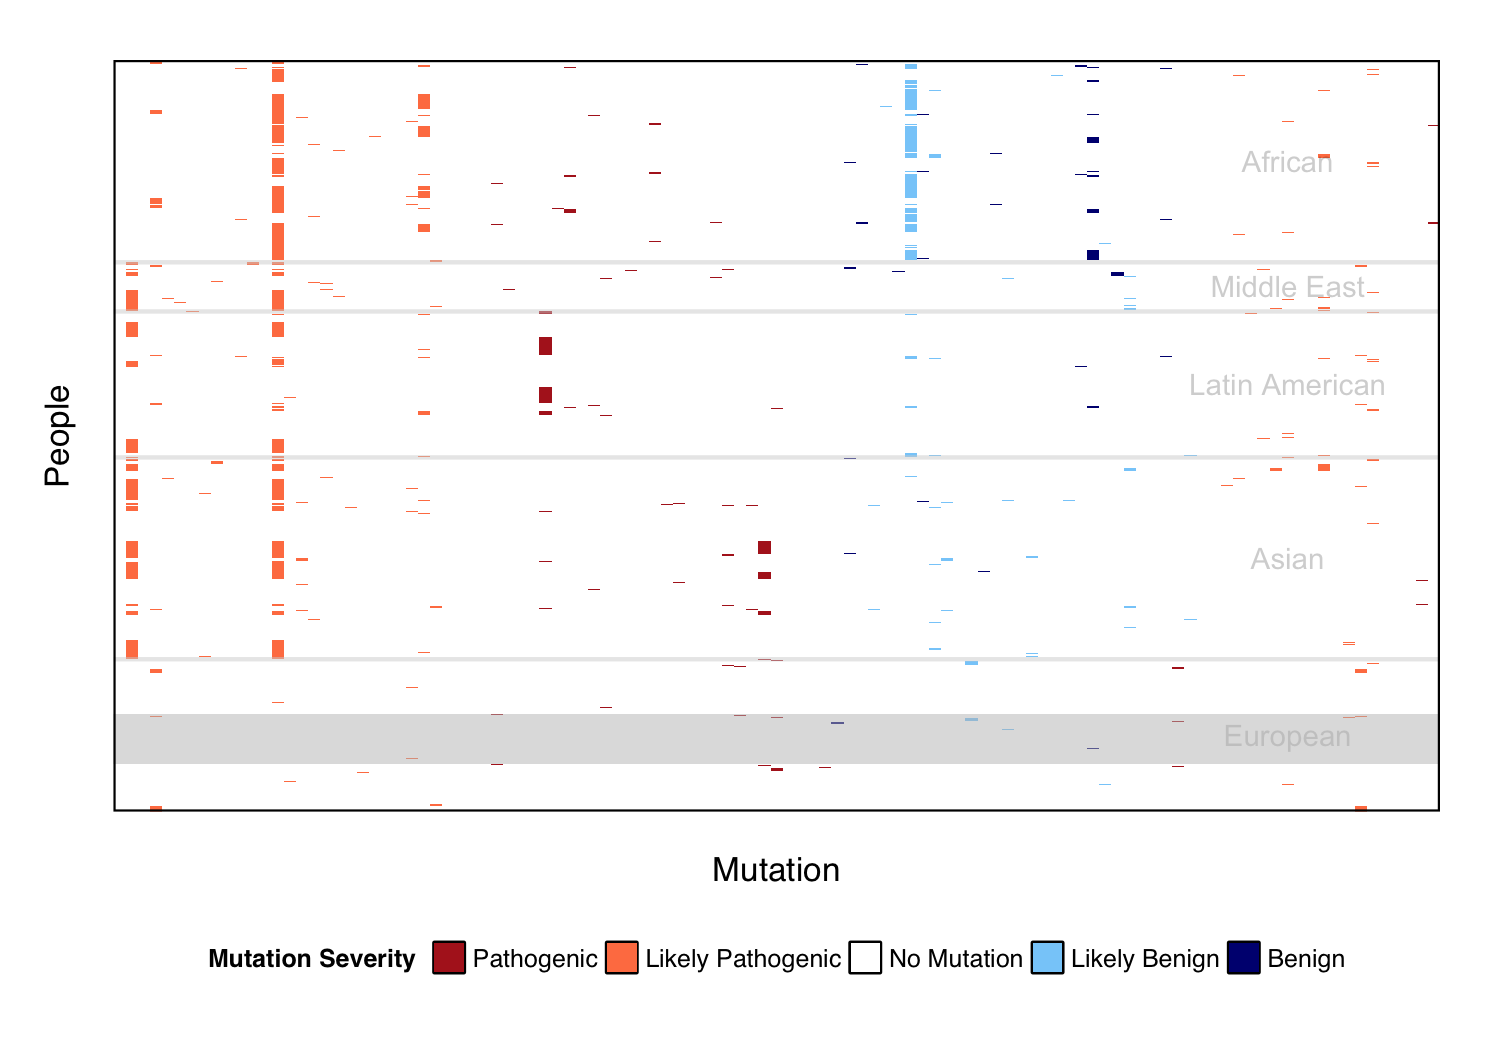 African
Middle East
Latin American
Asian
European
People
Mutation
Mutation Severity Pathogenic Likely Pathogenic No Mutation Likely Benign Benign